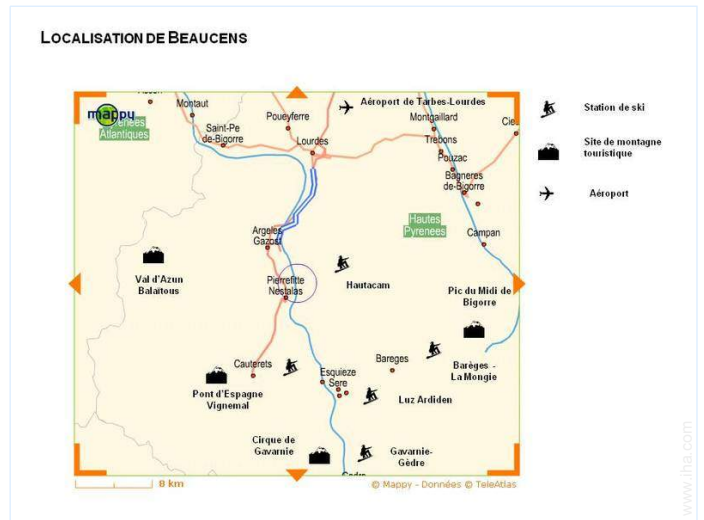 LOCALISATION DE BEAUCENS
mappy
Atlantiques
Montaut
Saint-Pe
de-Bigorre
Poueyferre
Lourdes
Aéroport de Tarbes-Lourdes
Montgaillard
Trebons
Pouzac
Bagneres
de-Bigorre
Hautes
Pyrenees
Campan
Argeles
Gazost
Val d'Azun
Balaïtous
Pierrefitte
Nestalas
Hautacam
Pic du Midi de
Bigorre
Cauterets
Esquieze
Sere
Bareges
Barèges -
La Mongie
Pont d'Espagne
Vignemal
Luz Ardiden
Cirque de
Gavarnie
Gavarnie-
Gèdre
8 km
© Mappy - Données © TeleAtlas
Station de ski
Site de montagne
touristique
Aéroport
www.iha.com